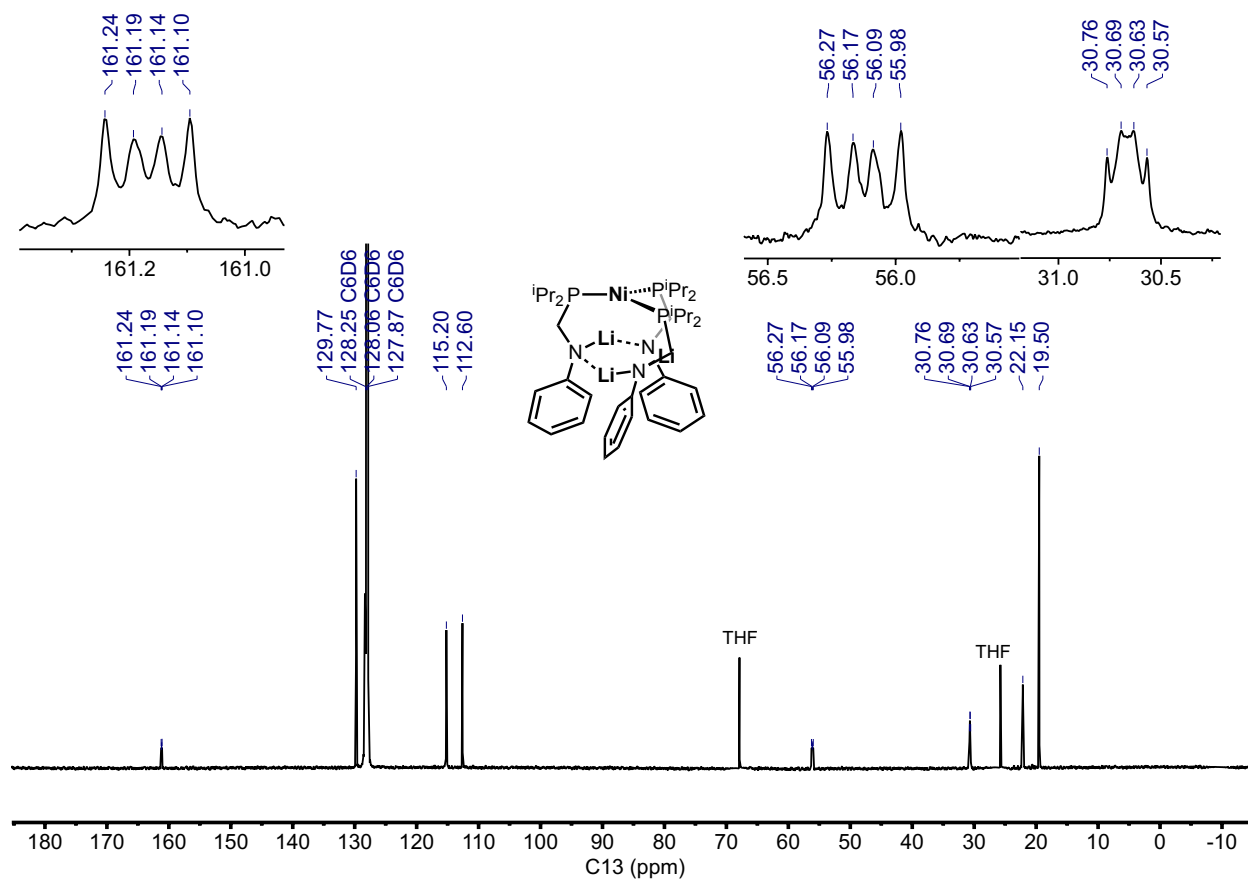 161.24
161.19
161.14
161.10
56.27
56.17
56.09
55.98
30.76
30.69
30.63
30.57
161.2
161.0
56.5
56.0
31.0
30.5
161.24
161.19
161.14
161.10
129.77
128.25 C6D6
128.06 C6D6
127.87 C6D6
115.20
112.60
ⁱPr₂P
Ni
PⁱPr₂
PⁱPr₂
Li
N
N
Li
Li
N
56.27
56.17
56.09
55.98
30.76
30.69
30.63
30.57
22.15
19.50
THF
THF
180 170 160 150 140 130 120 110 100 90 80 70 60 50 40 30 20 10 0 -10
C13 (ppm)